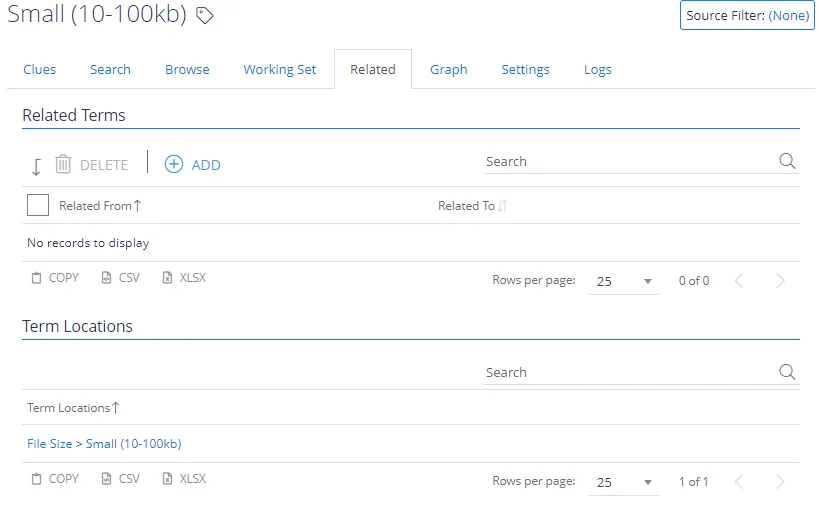 Small (10-100kb)
Source Filter: (None)
Clues Search Browse Working Set Related Graph Settings Logs
Related Terms
DELETE ADD Search
Related From Related To
No records to display
COPY CSV XLSX Rows per page: 25 0 of 0
Term Locations
Search
Term Locations
File Size > Small (10-100kb)
COPY CSV XLSX Rows per page: 25 1 of 1